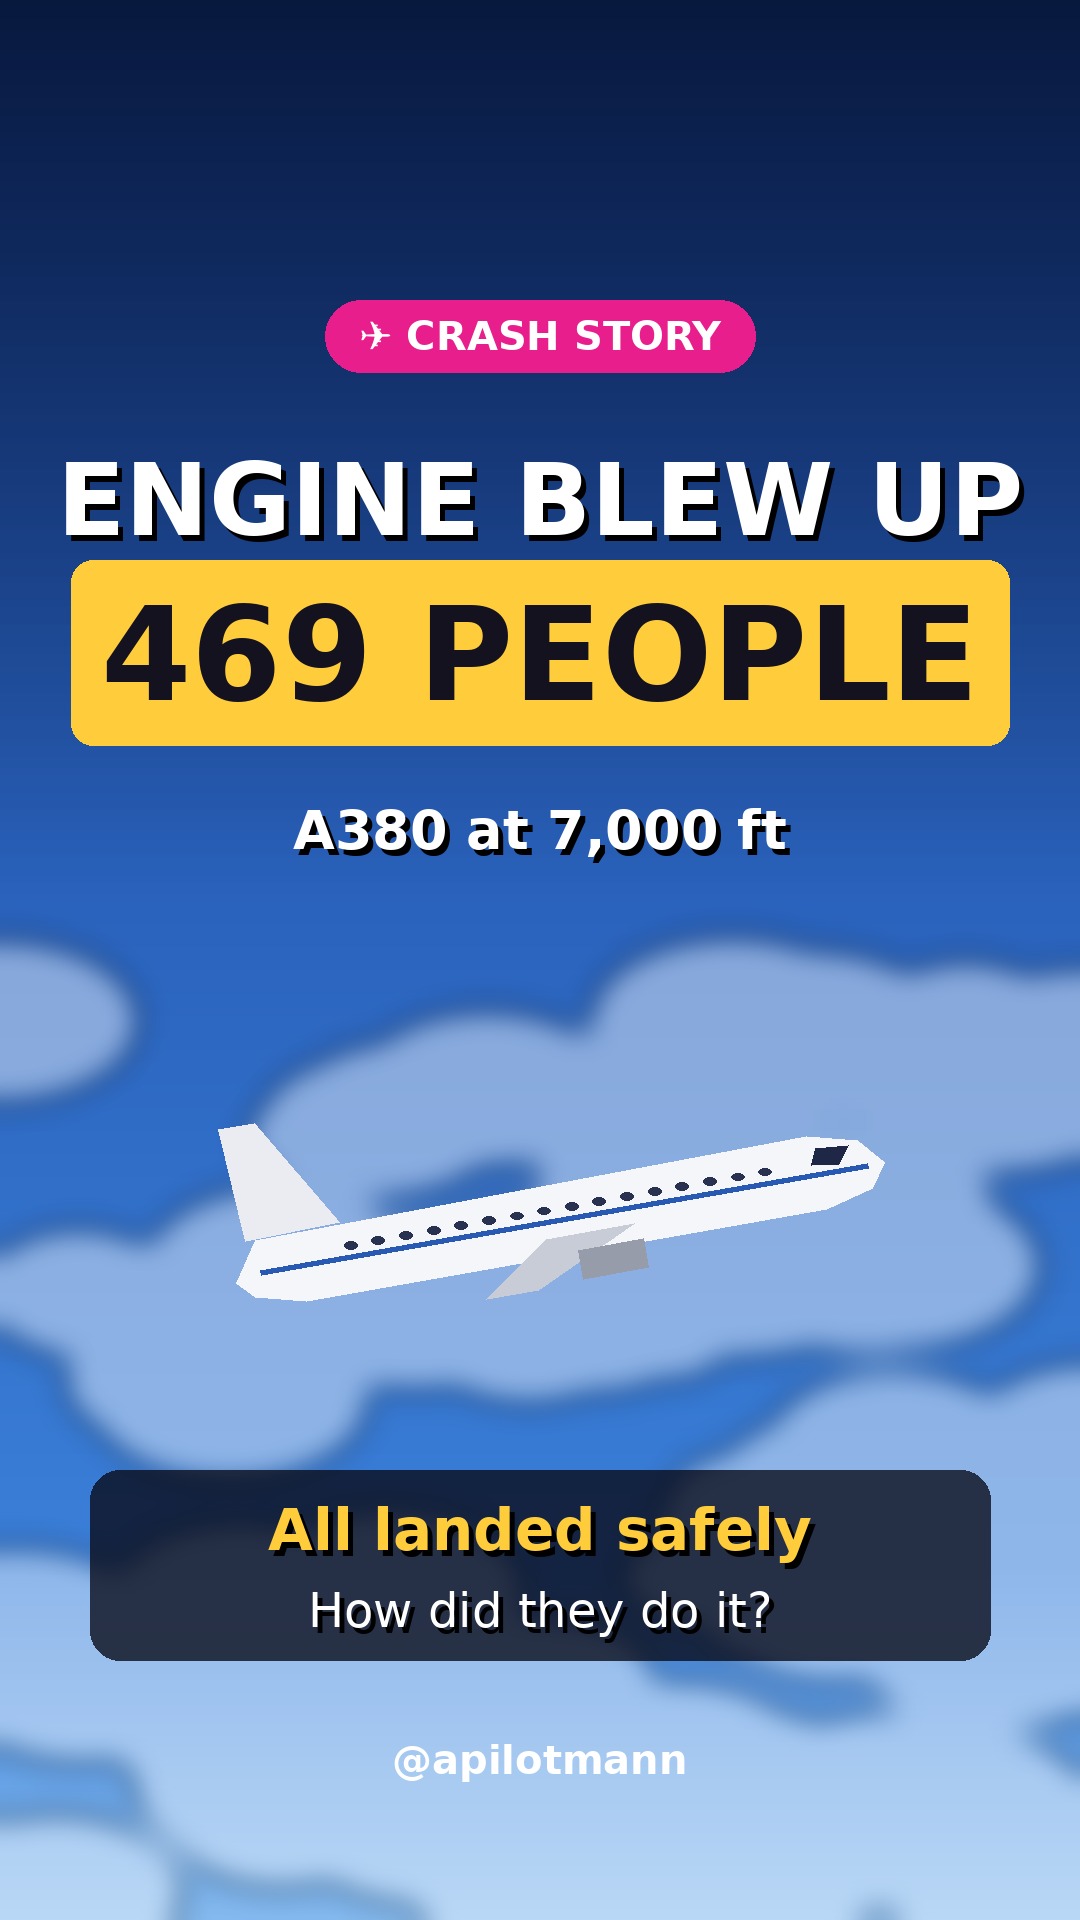 ✈ CRASH STORY
ENGINE BLEW UP
469 PEOPLE
A380 at 7,000 ft
All landed safely
How did they do it?
@apilotmann